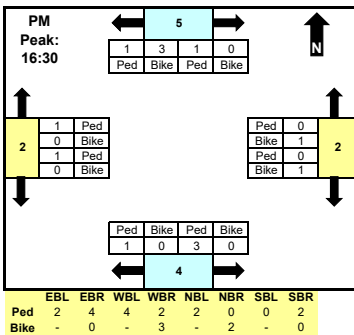 PM
Peak:
16:30
5
N
1 3 1 0
Ped Bike Ped Bike
2
1 Ped
0 Bike
1 Ped
0 Bike
Ped 0
Bike 1
Ped 0
Bike 1
2
Ped Bike Ped Bike
1 0 3 0
4
EBL EBR WBL WBR NBL NBR SBL SBR
Ped 2 4 4 2 2 0 0 2
Bike - 0 - 3 - 2 - 0